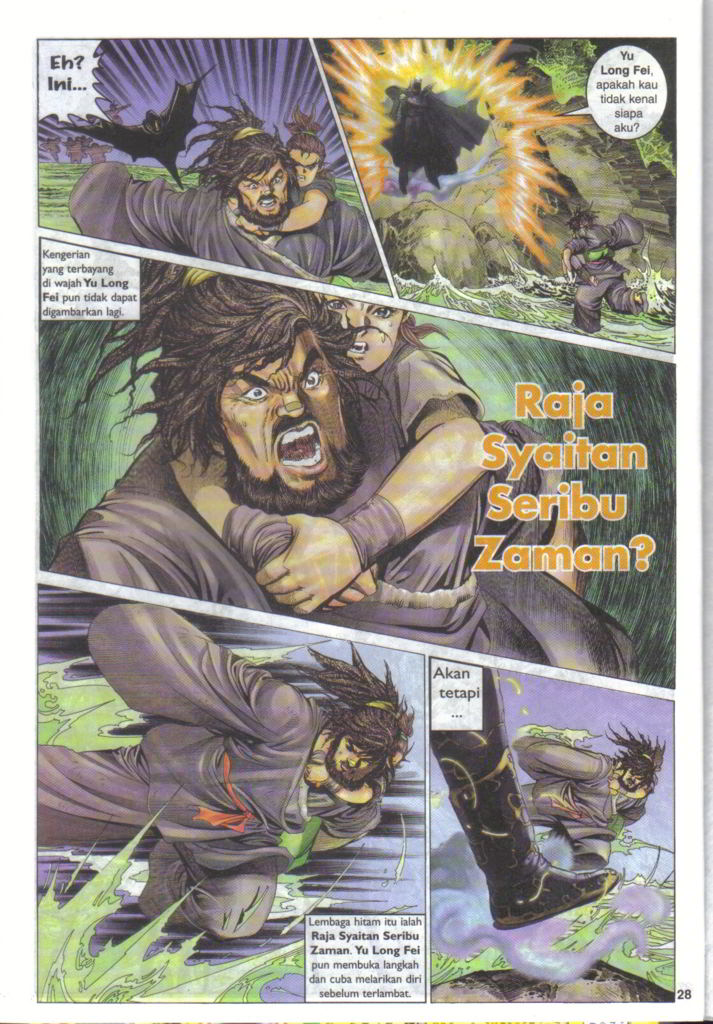 Eh?
Ini...
Yu
Long Fei,
apakah kau
tidak kenal
siapa
aku?
Kengerian
yang terbayang
di wajah Yu Long
Fei pun tidak dapat
digambarkan lagi.
Raja
Syaitan
Seribu
Zaman?
Lembaga hitam itu ialah
Raja Syaitan Seribu
Zaman. Yu Long Fei
pun membuka langkah
dan cuba melarikan diri
sebelum terlambat.
Akan
tetapi
...
28